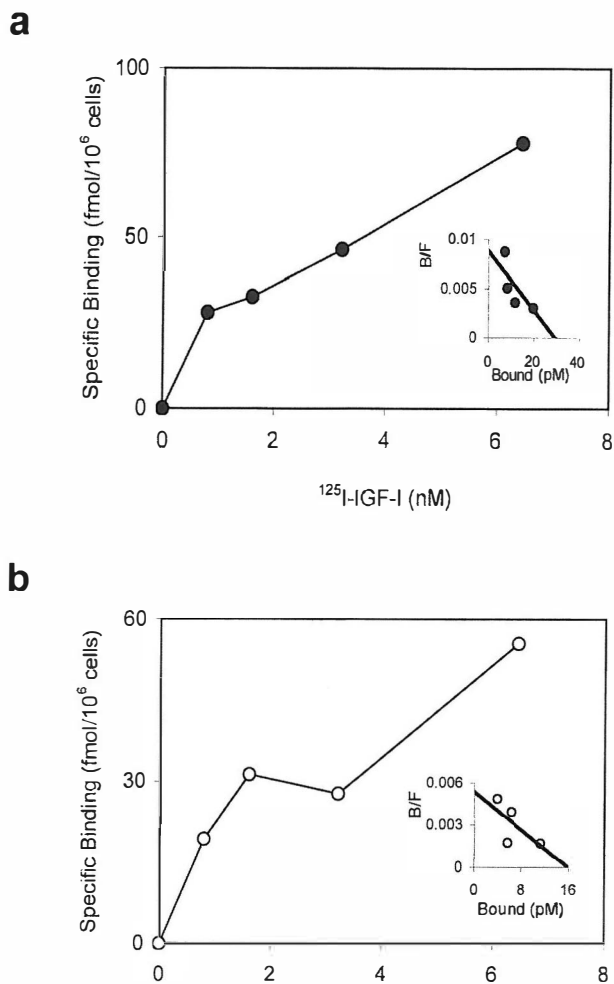 a
Specific Binding (fmol/10⁶ cells)
100
50
0
0 2 4 6 8
¹²⁵I-IGF-I (nM)
B/F
0.01
0.005
0
0 20 40
Bound (pM)
b
Specific Binding (fmol/10⁶ cells)
60
30
0
0 2 4 6 8
B/F
0.006
0.003
0
0 8 16
Bound (pM)